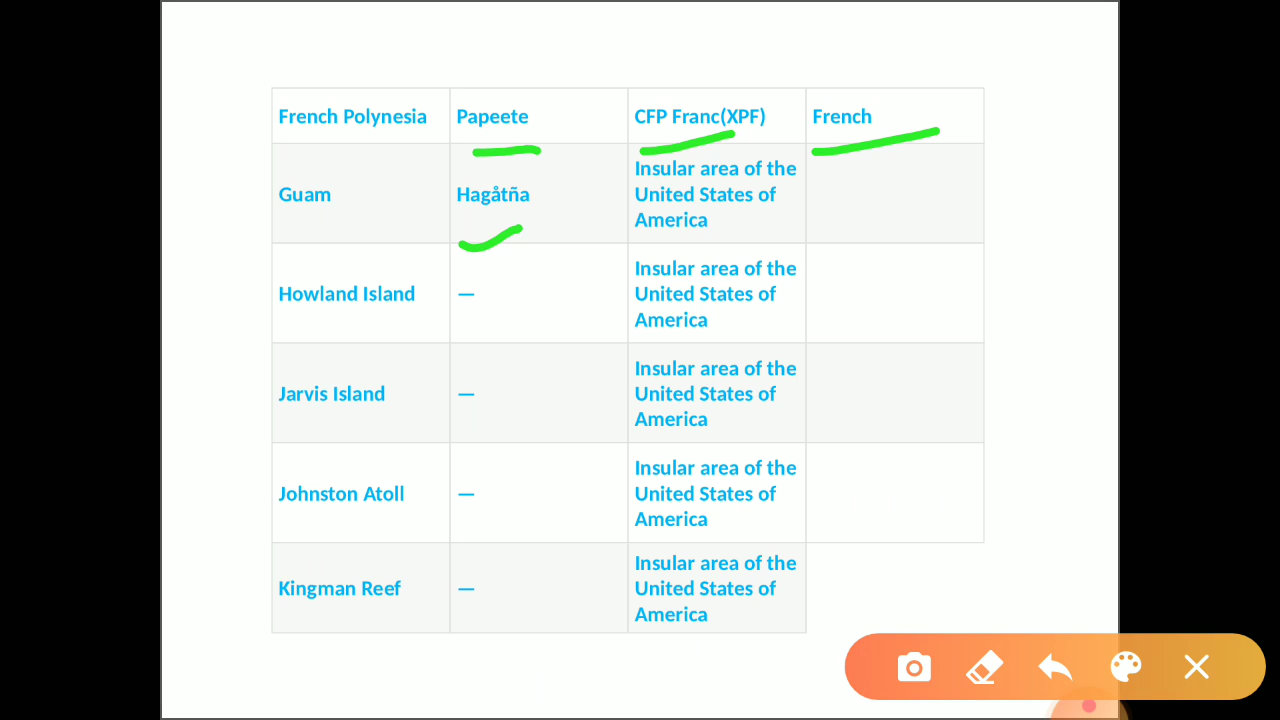 French Polynesia Papeete CFP Franc(XPF) French
Insular area of the
Guam Hagåtña United States of
America
Insular area of the
Howland Island — United States of
America
Insular area of the
Jarvis Island — United States of
America
Insular area of the
Johnston Atoll — United States of
America
Insular area of the
Kingman Reef — United States of
America